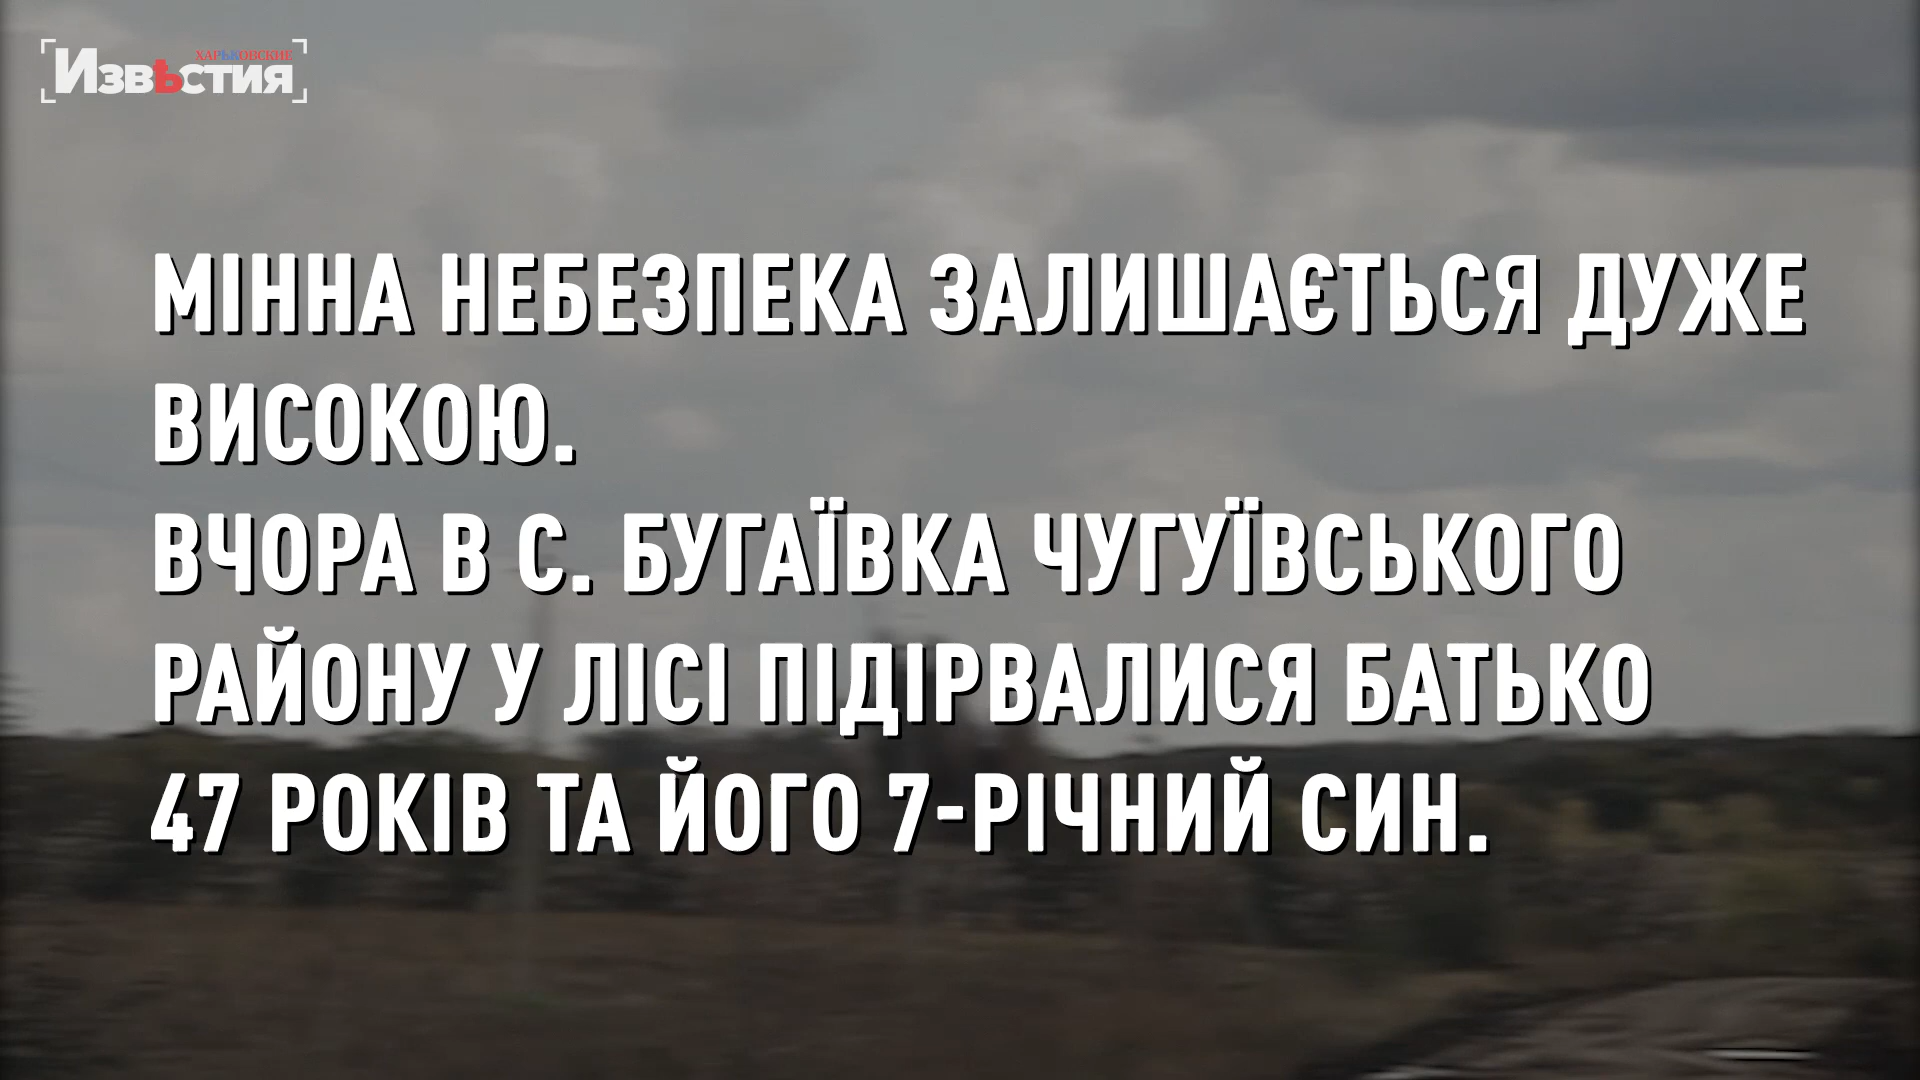 ХАРЬКОВСКИЕ
ИзвѣстиЯ
МІННА НЕБЕЗПЕКА ЗАЛИШАЄТЬСЯ ДУЖЕ
ВИСОКОЮ.
ВЧОРА В С. БУГАЇВКА ЧУГУЇВСЬКОГО
РАЙОНУ У ЛІСІ ПІДІРВАЛИСЯ БАТЬКО
47 РОКІВ ТА ЙОГО 7-РІЧНИЙ СИН.